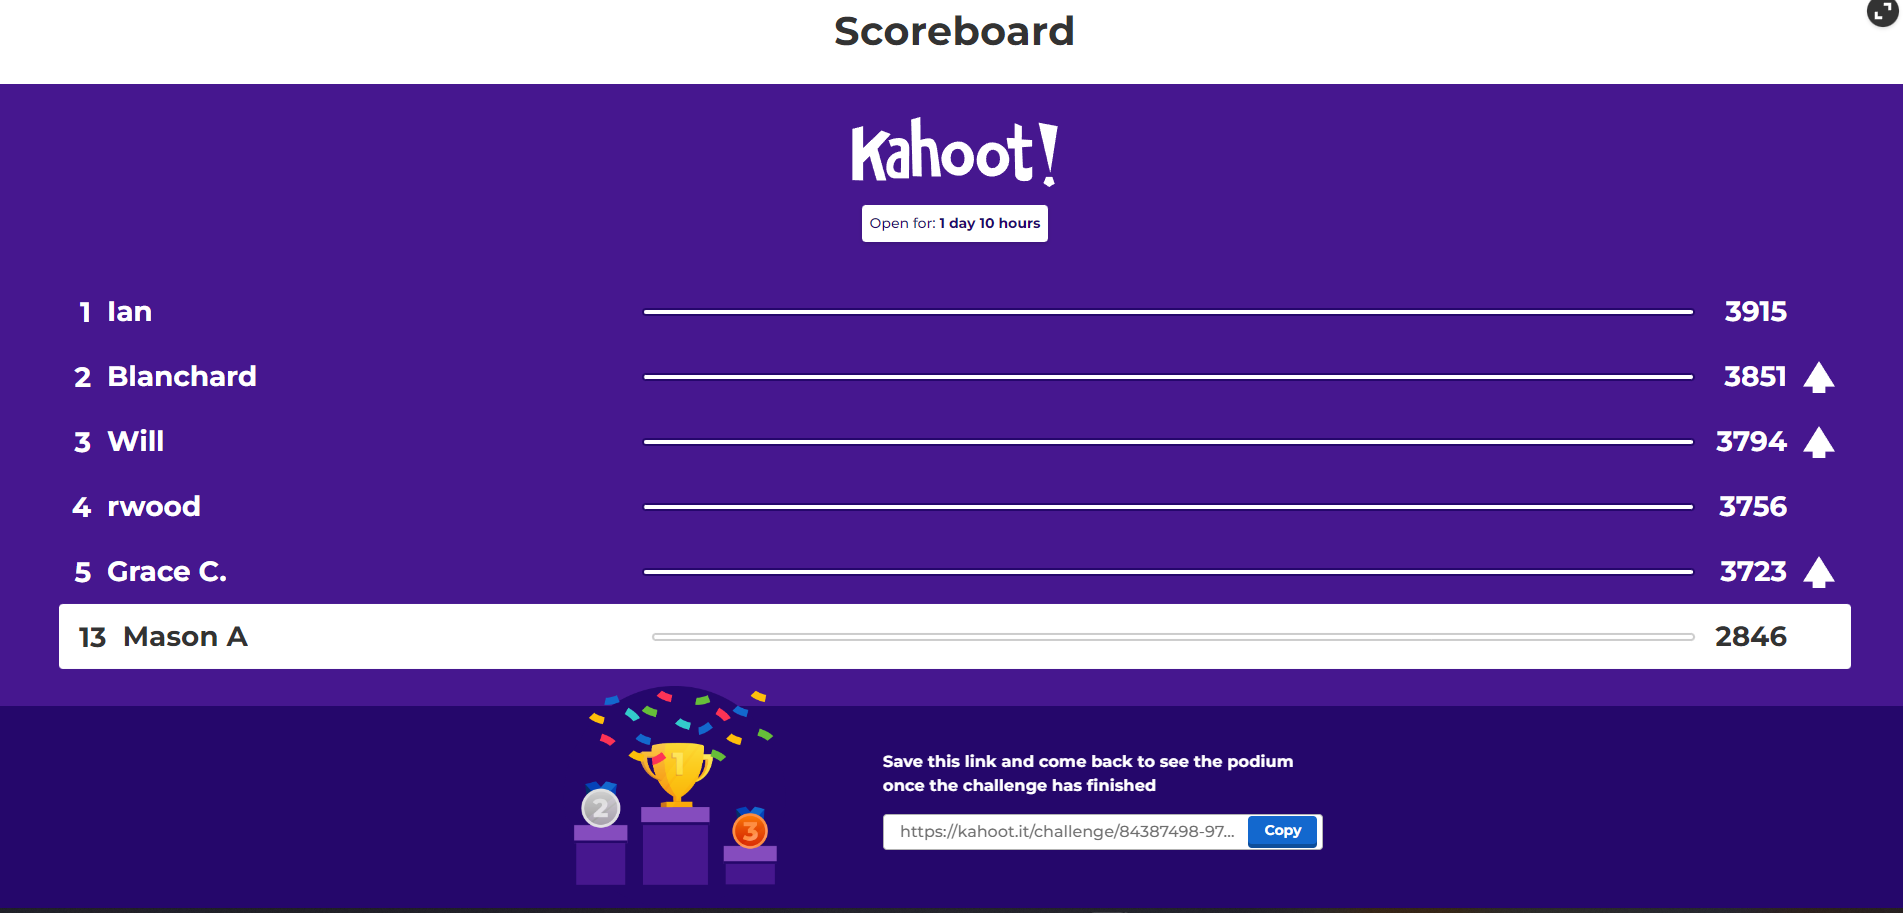 Scoreboard
Kahoot!
Open for: 1 day 10 hours
1 Ian 3915
2 Blanchard 3851
3 Will 3794
4 rwood 3756
5 Grace C. 3723
13 Mason A 2846
1
2
3
Save this link and come back to see the podium
once the challenge has finished
https://kahoot.it/challenge/84387498-97... Copy